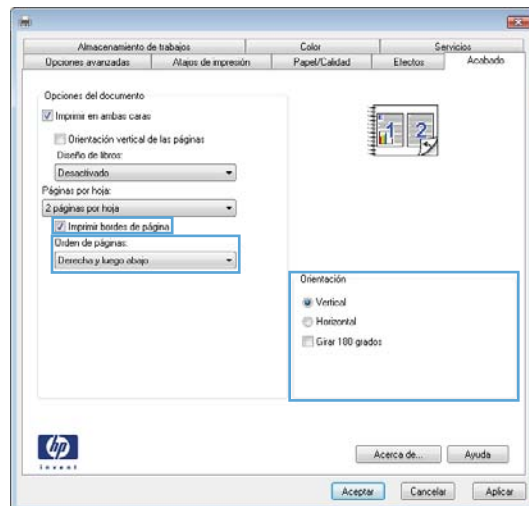 Almacenamiento de trabajos Color Servicios
Opciones avanzadas Atajos de impresión Papel/Calidad Efectos Acabado
Opciones del documento
Imprimir en ambas caras
Orientación vertical de las páginas
Diseño de libros:
Desactivado
Páginas por hoja:
2 páginas por hoja
Imprimir bordes de página
Orden de páginas:
Derecha y luego abajo
1 2
Orientación
Vertical
Horizontal
Girar 180 grados
hp
invent
Acerca de... Ayuda
Aceptar Cancelar Aplicar